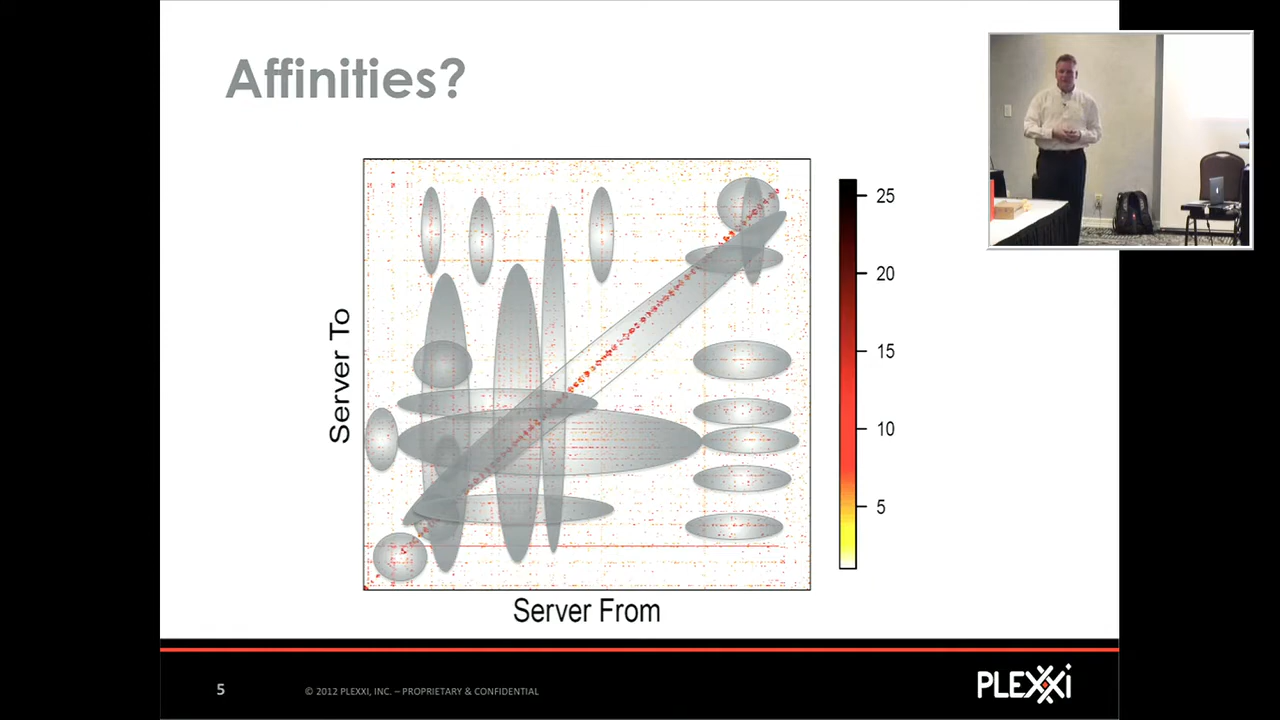 Affinities?
Server To
25
20
15
10
5
Server From
5
© 2012 PLEXXI, INC. – PROPRIETARY & CONFIDENTIAL
PLEXXI